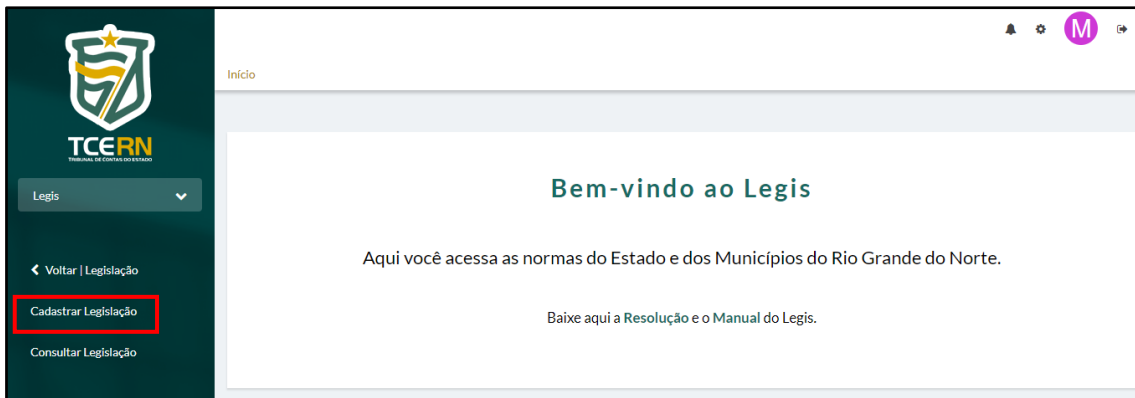 TCERN
TRIBUNAL DE CONTAS DO ESTADO
Legis
Voltar | Legislação
Cadastrar Legislação
Consultar Legislação
M
Início
Bem-vindo ao Legis
Aqui você acessa as normas do Estado e dos Municípios do Rio Grande do Norte.
Baixe aqui a Resolução e o Manual do Legis.